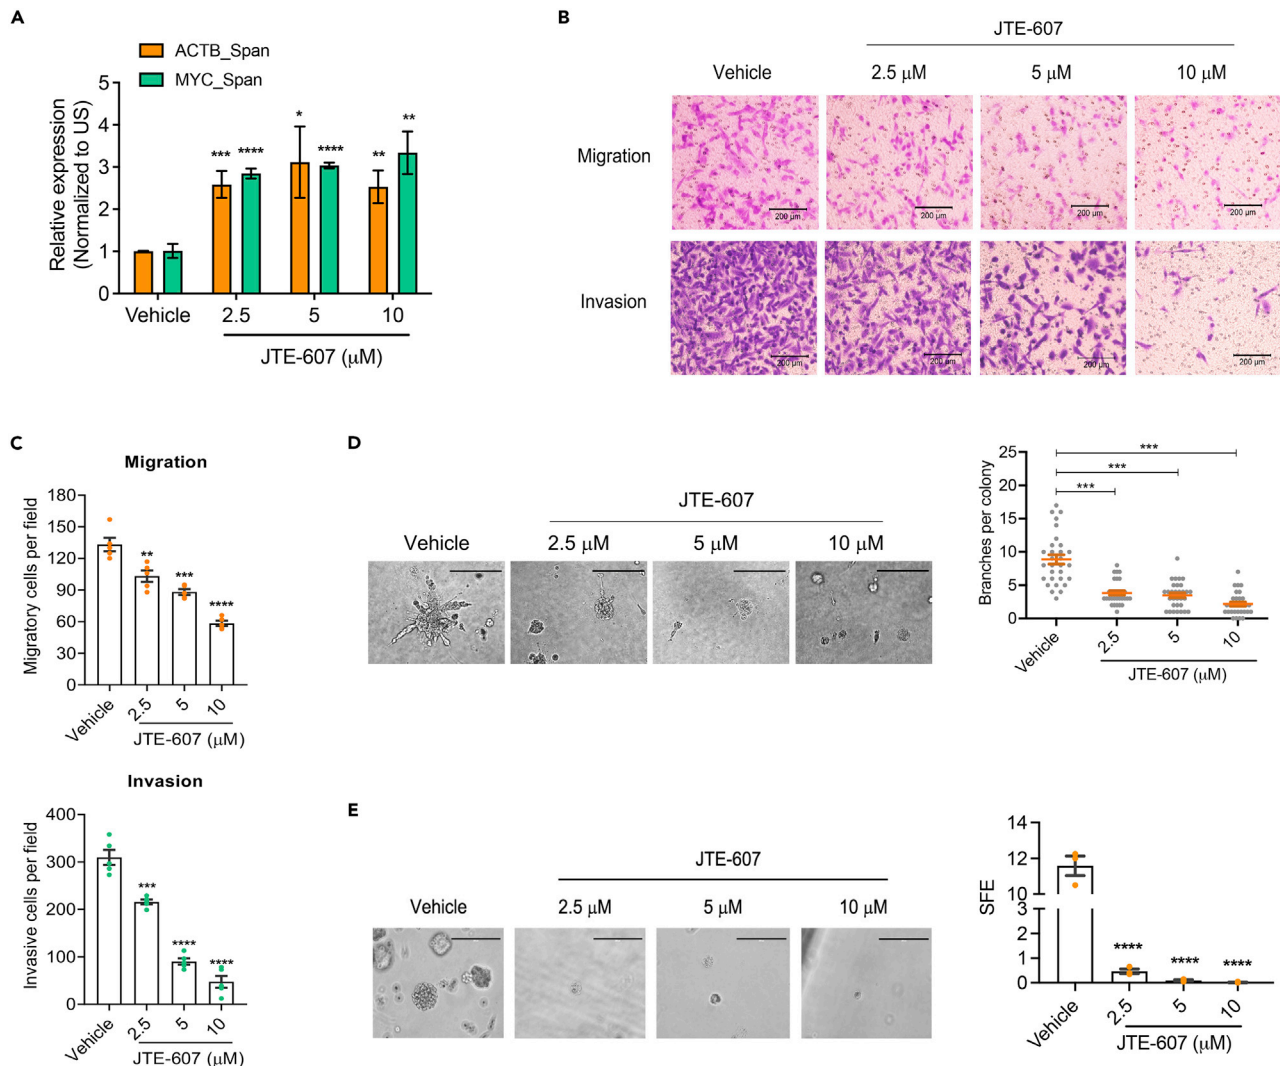 A
ACTB_Span
MYC_Span
Relative expression
(Normalized to US)
5
4
3
2
1
0
***
****
*
****
**
**
Vehicle
2.5
5
10
JTE-607 (μM)
B
JTE-607
Vehicle
2.5 μM
5 μM
10 μM
Migration
200 μm
200 μm
200 μm
200 μm
Invasion
200 μm
200 μm
200 μm
200 μm
C
Migration
Migratory cells per field
180
150
120
90
60
30
0
**
***
****
Vehicle
2.5
5
10
JTE-607 (μM)
Invasion
Invasive cells per field
400
300
200
100
0
***
****
****
Vehicle
2.5
5
10
JTE-607 (μM)
D
JTE-607
Vehicle
2.5 μM
5 μM
10 μM
Branches per colony
25
20
15
10
5
0
***
***
***
Vehicle
2.5
5
10
JTE-607 (μM)
E
JTE-607
Vehicle
2.5 μM
5 μM
10 μM
SFE
14
12
10
3
2
1
0
****
****
****
Vehicle
2.5
5
10
JTE-607 (μM)